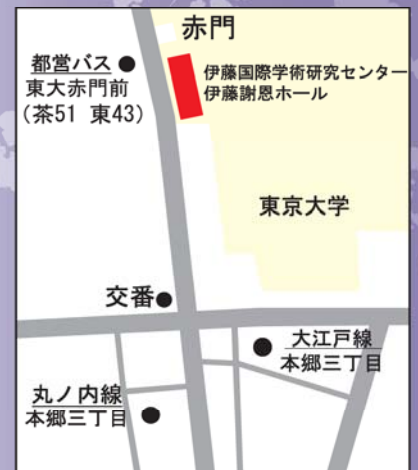 赤門
都営バス
東大赤門前
（茶51 東43）
伊藤国際学術研究センター
伊藤謝恩ホール
東京大学
交番
大江戸線
本郷三丁目
丸ノ内線
本郷三丁目